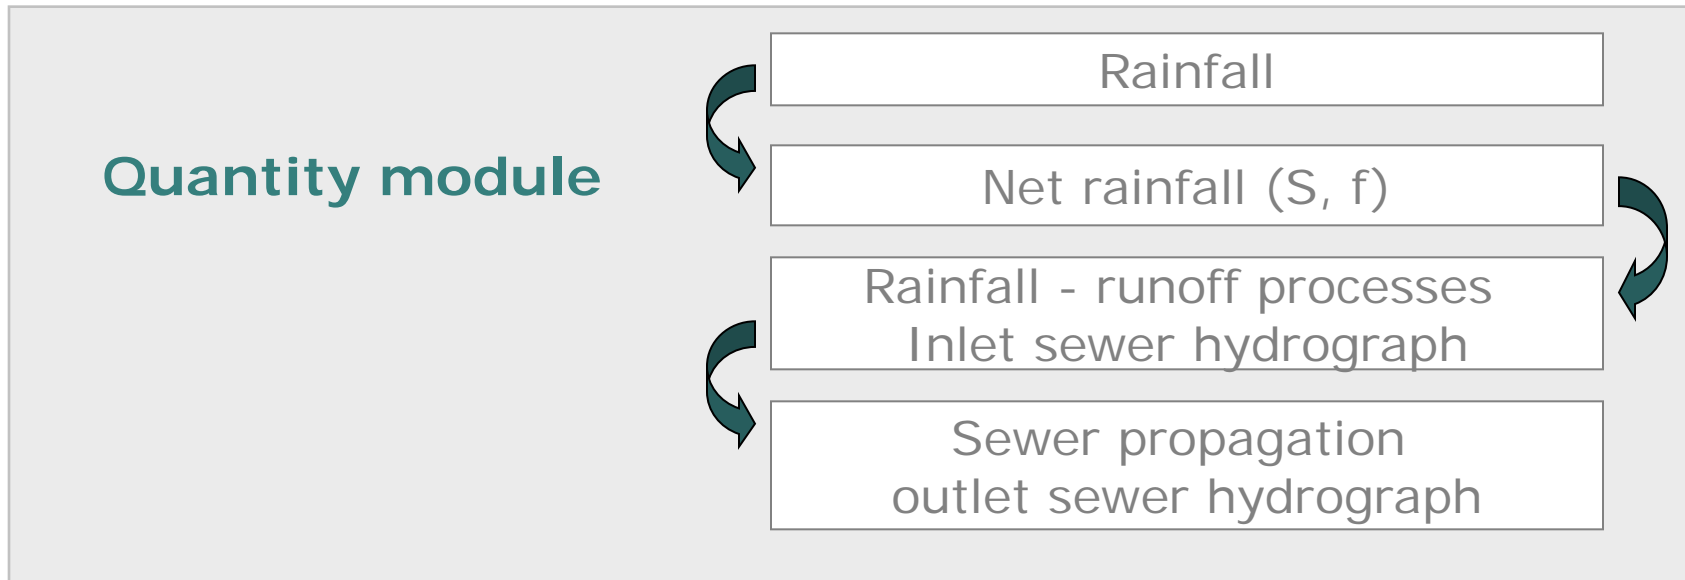 Rainfall
Quantity module
Net rainfall (S, f)
Rainfall - runoff processes
Inlet sewer hydrograph
Sewer propagation
outlet sewer hydrograph